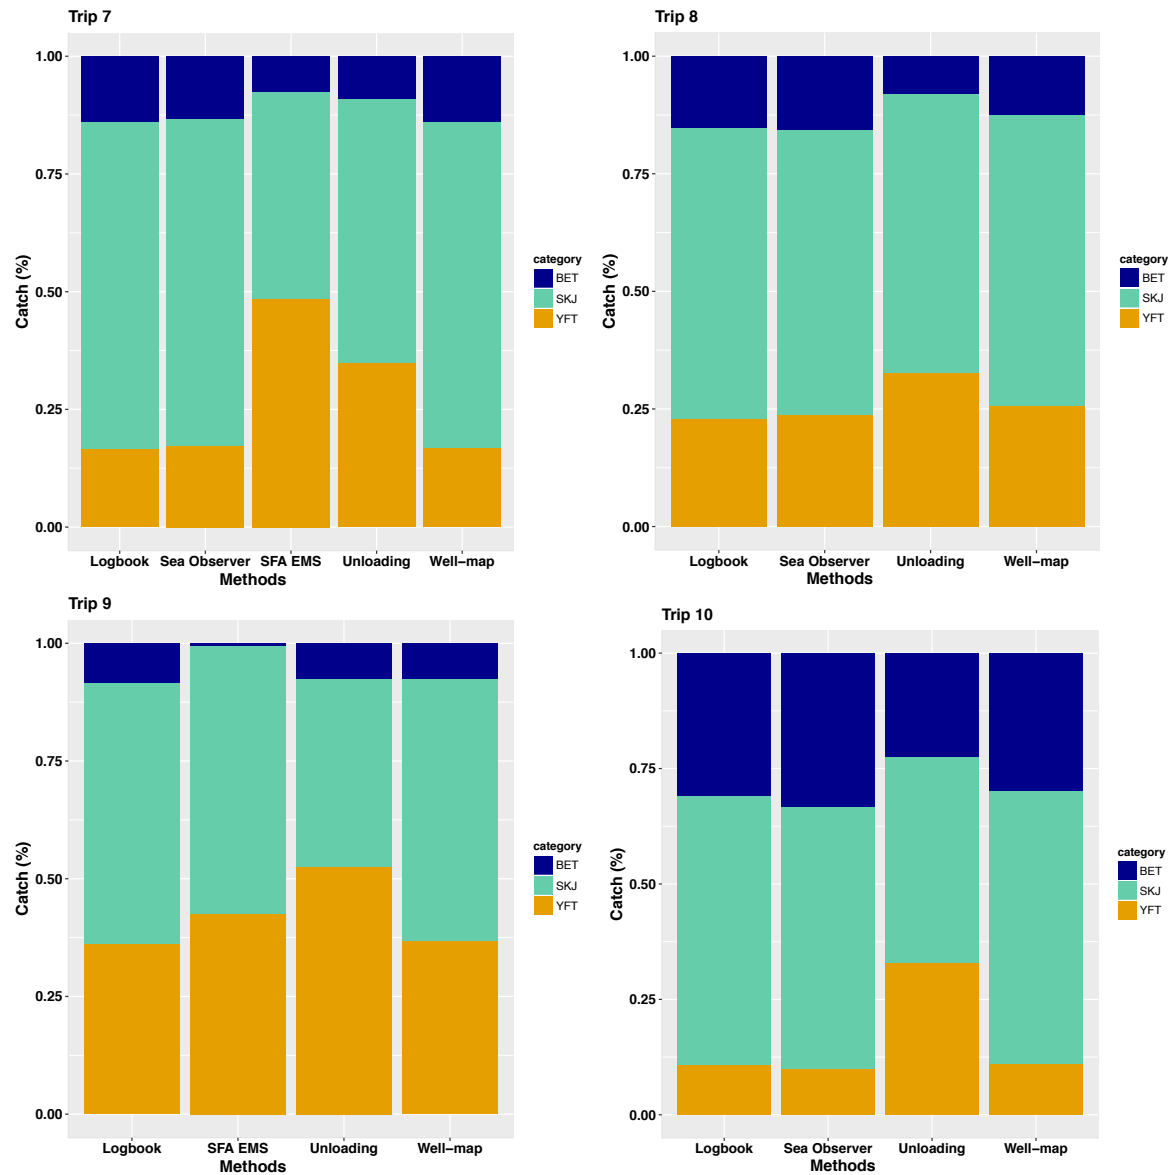 Trip 7
Catch (%)
1.00
0.75
0.50
0.25
0.00
Logbook Sea Observer SFA EMS Unloading Well−map
Methods
category
BET
SKJ
YFT
Trip 8
Catch (%)
1.00
0.75
0.50
0.25
0.00
Logbook Sea Observer Unloading Well−map
Methods
category
BET
SKJ
YFT
Trip 9
Catch (%)
1.00
0.75
0.50
0.25
0.00
Logbook SFA EMS Unloading Well−map
Methods
category
BET
SKJ
YFT
Trip 10
Catch (%)
1.00
0.75
0.50
0.25
0.00
Logbook Sea Observer Unloading Well−map
Methods
category
BET
SKJ
YFT